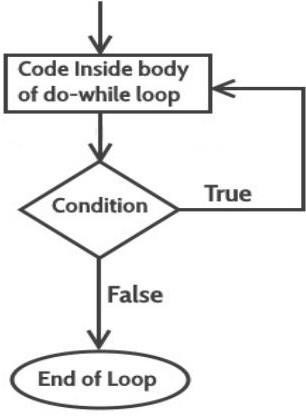 Code Inside body
of do-while loop
Condition
True
False
End of Loop